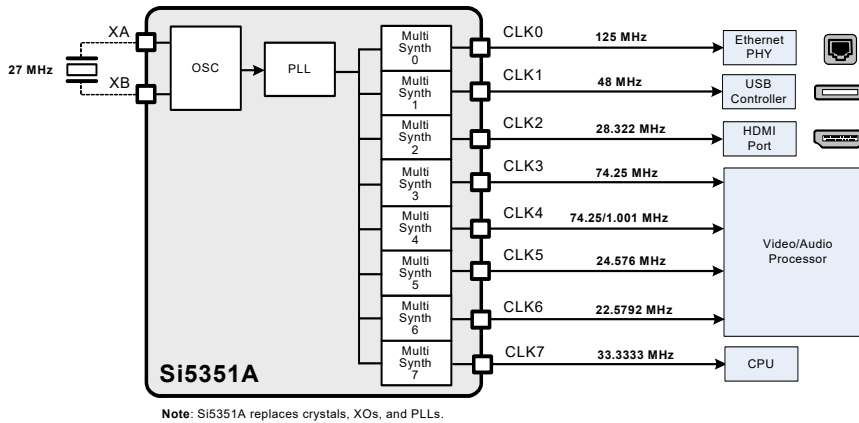 XA
27 MHz
XB
OSC
PLL
Multi
Synth
0
Multi
Synth
1
Multi
Synth
2
Multi
Synth
3
Multi
Synth
4
Multi
Synth
5
Multi
Synth
6
Multi
Synth
7
CLK0
125 MHz
Ethernet
PHY
CLK1
48 MHz
USB
Controller
CLK2
28.322 MHz
HDMI
Port
CLK3
74.25 MHz
CLK4
74.25/1.001 MHz
CLK5
24.576 MHz
CLK6
22.5792 MHz
Video/Audio
Processor
CLK7
33.3333 MHz
CPU
Si5351A
Note: Si5351A replaces crystals, XOs, and PLLs.